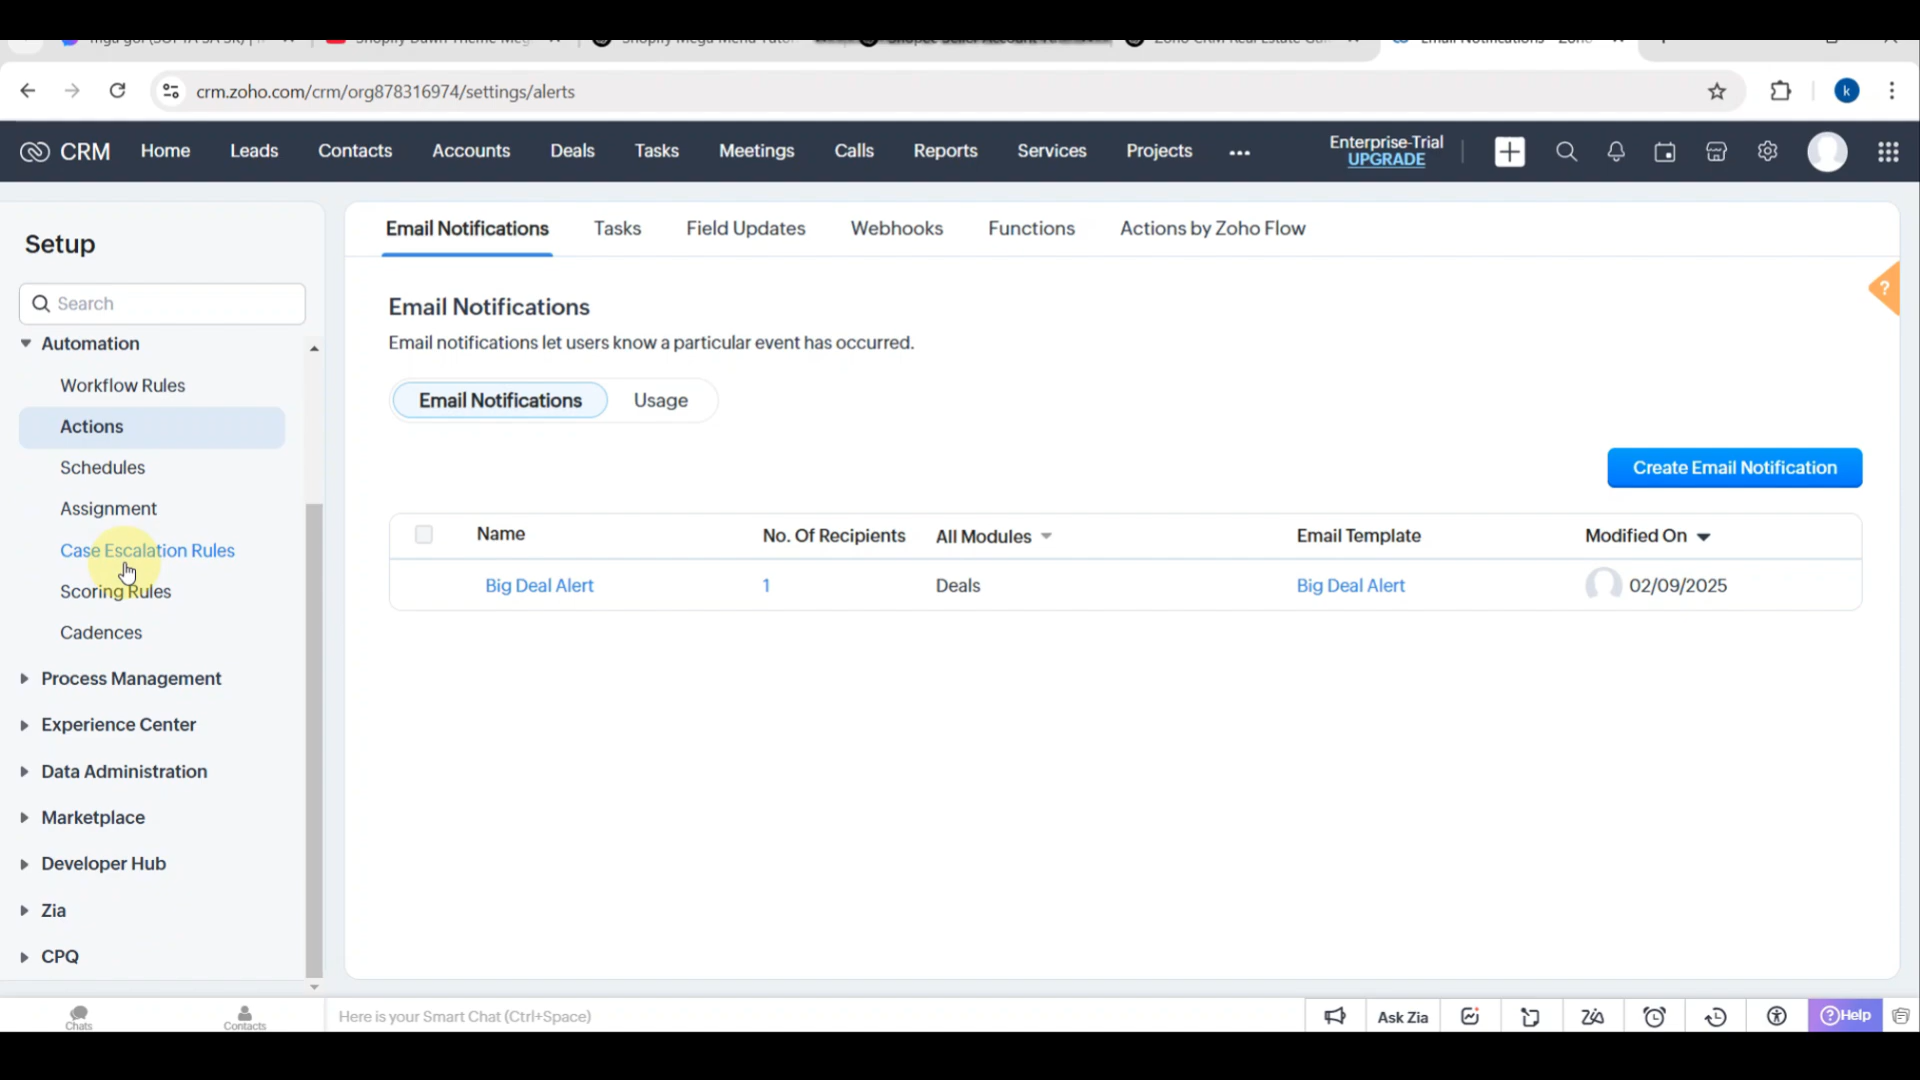 crm.zoho.com/crm/org878316974/settings/alerts
k
CRM Home Leads Contacts Accounts Deals Tasks Meetings Calls Reports Services Projects
Enterprise-Trial
UPGRADE
Setup
Search
Automation
Workflow Rules
Actions
Schedules
Assignment
Case Escalation Rules
Scoring Rules
Cadences
Process Management
Experience Center
Data Administration
Marketplace
Developer Hub
Zia
CPQ
Email Notifications Tasks Field Updates Webhooks Functions Actions by Zoho Flow
?
Email Notifications
Email notifications let users know a particular event has occurred.
Email Notifications Usage
Create Email Notification
Name No. Of Recipients All Modules Email Template Modified On
Big Deal Alert 1 Deals Big Deal Alert 02/09/2025
Chats
Contacts
Here is your Smart Chat (Ctrl+Space)
Ask Zia
Help